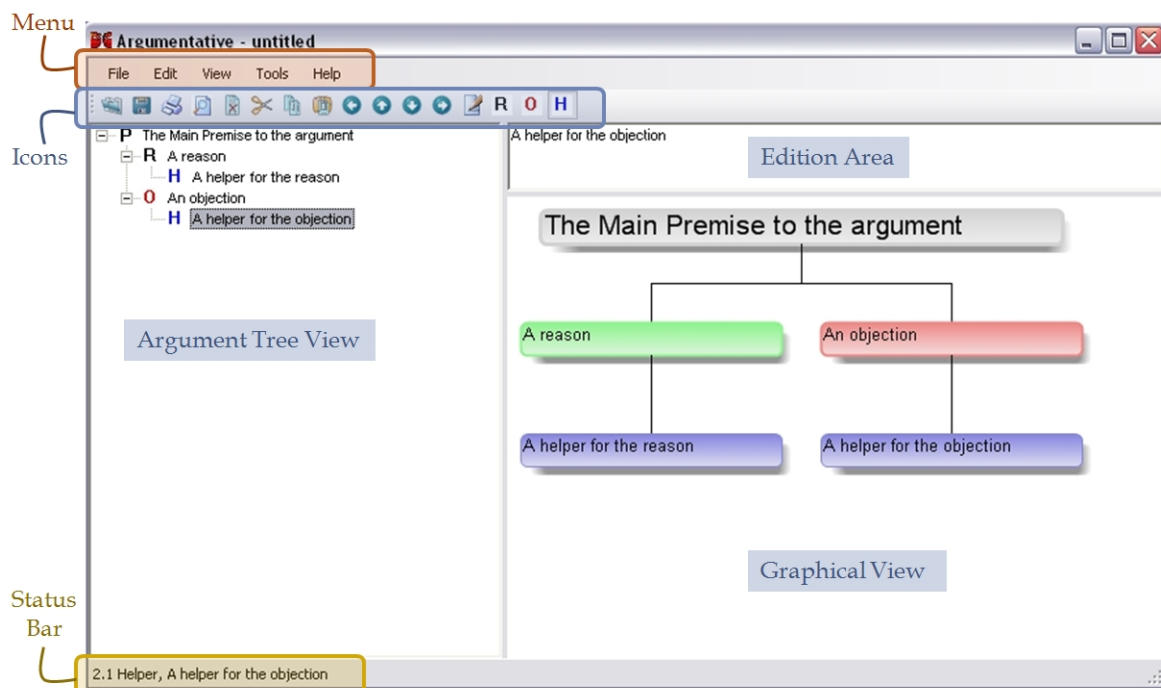 Menu
Argumentative - untitled
File Edit View Tools Help
R O H
Icons
P The Main Premise to the argument
R A reason
H A helper for the reason
O An objection
H A helper for the objection
A helper for the objection
Edition Area
The Main Premise to the argument
A reason An objection
A helper for the reason A helper for the objection
Argument Tree View
Graphical View
Status
Bar
2.1 Helper, A helper for the objection